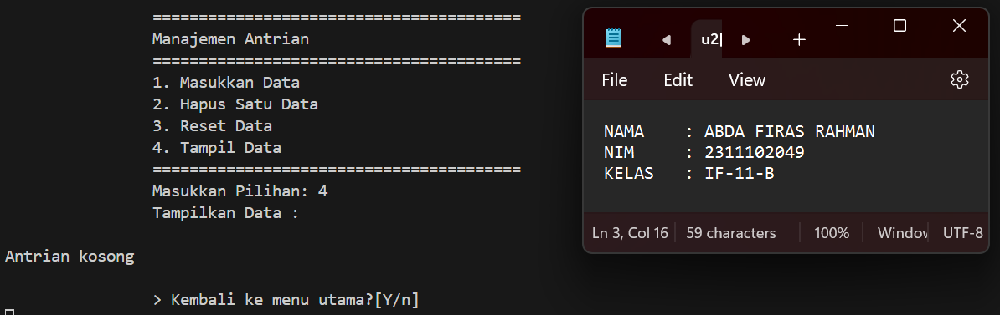 ========================================
Manajemen Antrian
========================================
1. Masukkan Data
2. Hapus Satu Data
3. Reset Data
4. Tampil Data
========================================
Masukkan Pilihan: 4
Tampilkan Data :
Antrian kosong
> Kembali ke menu utama?[Y/n]
u2
File Edit View
NAMA : ABDA FIRAS RAHMAN
NIM : 2311102049
KELAS : IF-11-B
Ln 3, Col 16 59 characters 100% Window UTF-8